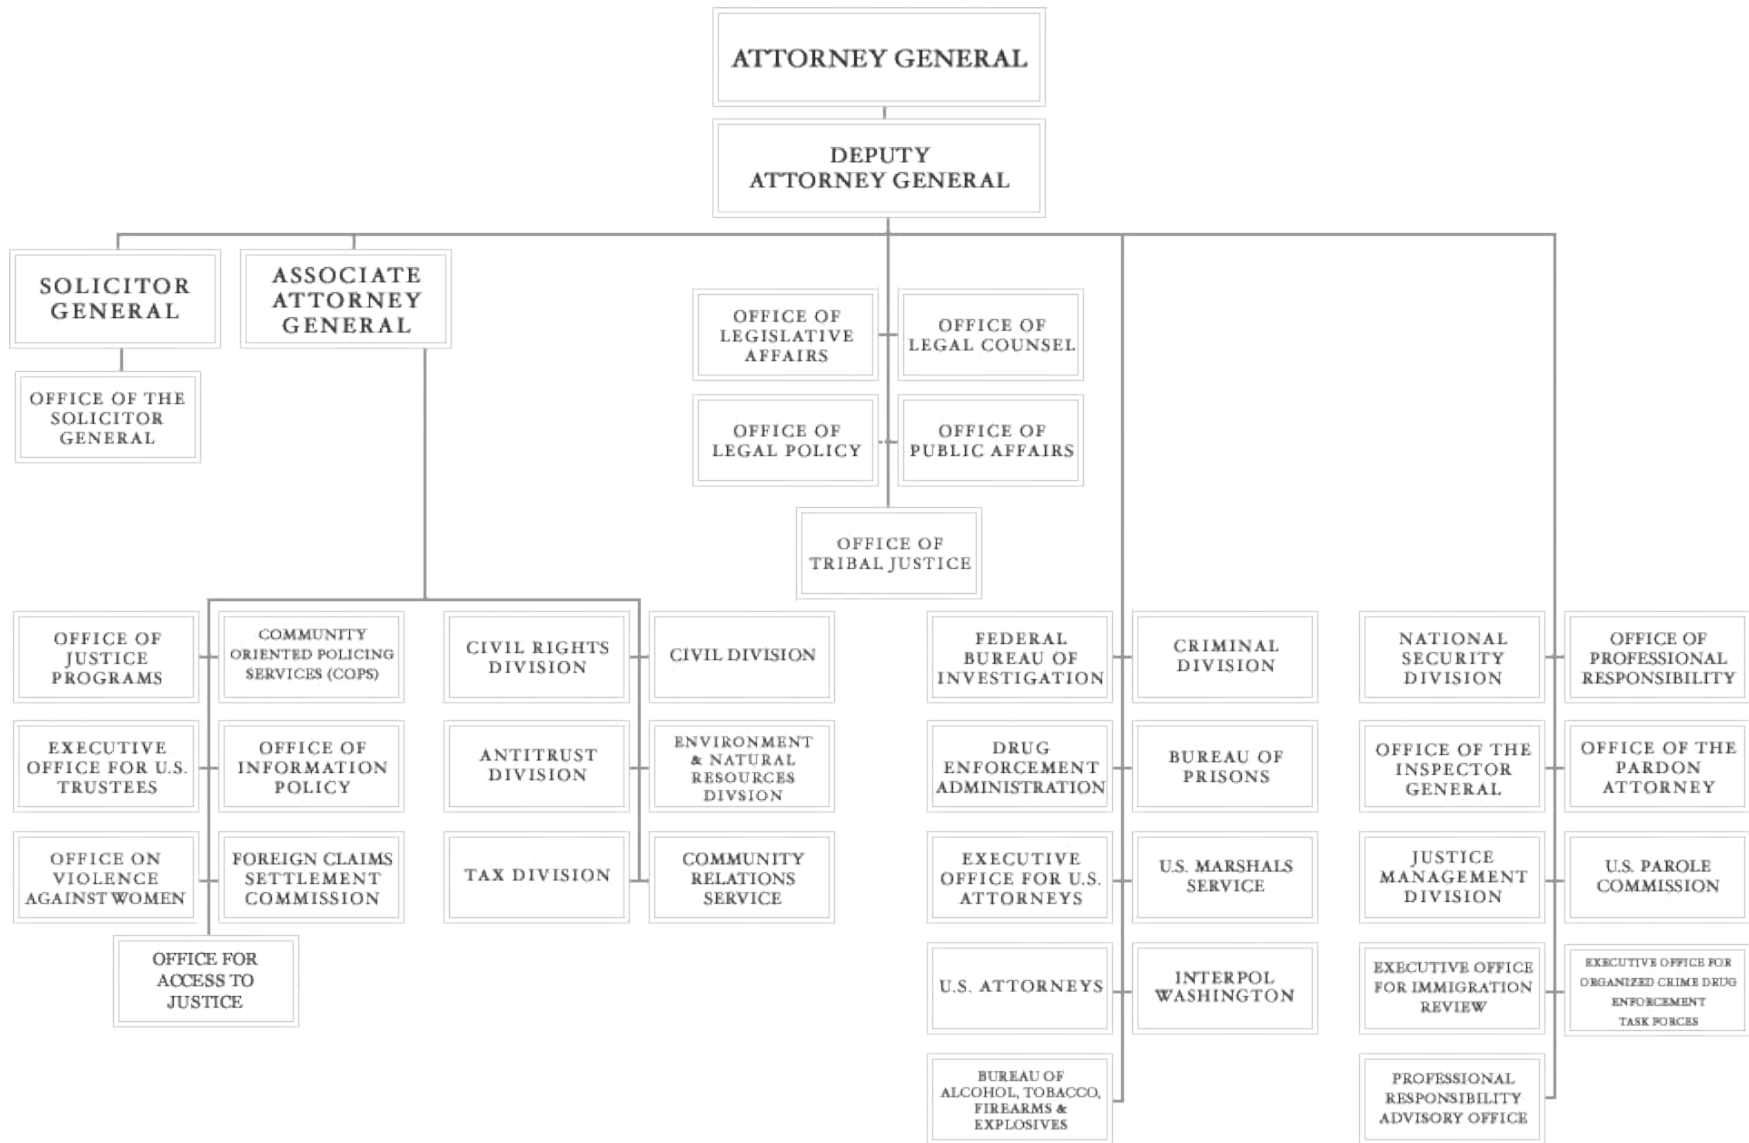 ATTORNEY GENERAL
DEPUTY
ATTORNEY GENERAL
SOLICITOR
GENERAL
ASSOCIATE
ATTORNEY
GENERAL
OFFICE OF THE
SOLICITOR
GENERAL
OFFICE OF
LEGISLATIVE
AFFAIRS
OFFICE OF
LEGAL COUNSEL
OFFICE OF
LEGAL POLICY
OFFICE OF
PUBLIC AFFAIRS
OFFICE OF
TRIBAL JUSTICE
OFFICE OF
JUSTICE
PROGRAMS
COMMUNITY
ORIENTED POLICING
SERVICES (COPS)
EXECUTIVE
OFFICE FOR U.S.
TRUSTEES
OFFICE OF
INFORMATION
POLICY
OFFICE ON
VIOLENCE
AGAINST WOMEN
FOREIGN CLAIMS
SETTLEMENT
COMMISSION
OFFICE FOR
ACCESS TO
JUSTICE
CIVIL RIGHTS
DIVISION
CIVIL DIVISION
ANTITRUST
DIVISION
ENVIRONMENT
& NATURAL
RESOURCES
DIVSION
TAX DIVISION
COMMUNITY
RELATIONS
SERVICE
FEDERAL
BUREAU OF
INVESTIGATION
CRIMINAL
DIVISION
DRUG
ENFORCEMENT
ADMINISTRATION
BUREAU OF
PRISONS
EXECUTIVE
OFFICE FOR U.S.
ATTORNEYS
U.S. MARSHALS
SERVICE
U.S. ATTORNEYS
INTERPOL
WASHINGTON
BUREAU OF
ALCOHOL, TOBACCO,
FIREARMS &
EXPLOSIVES
NATIONAL
SECURITY
DIVISION
OFFICE OF
PROFESSIONAL
RESPONSIBILITY
OFFICE OF THE
INSPECTOR
GENERAL
OFFICE OF THE
PARDON
ATTORNEY
JUSTICE
MANAGEMENT
DIVISION
U.S. PAROLE
COMMISSION
EXECUTIVE OFFICE
FOR IMMIGRATION
REVIEW
EXECUTIVE OFFICE FOR
ORGANIZED CRIME DRUG
ENFORCEMENT
TASK FORCES
PROFESSIONAL
RESPONSIBILITY
ADVISORY OFFICE